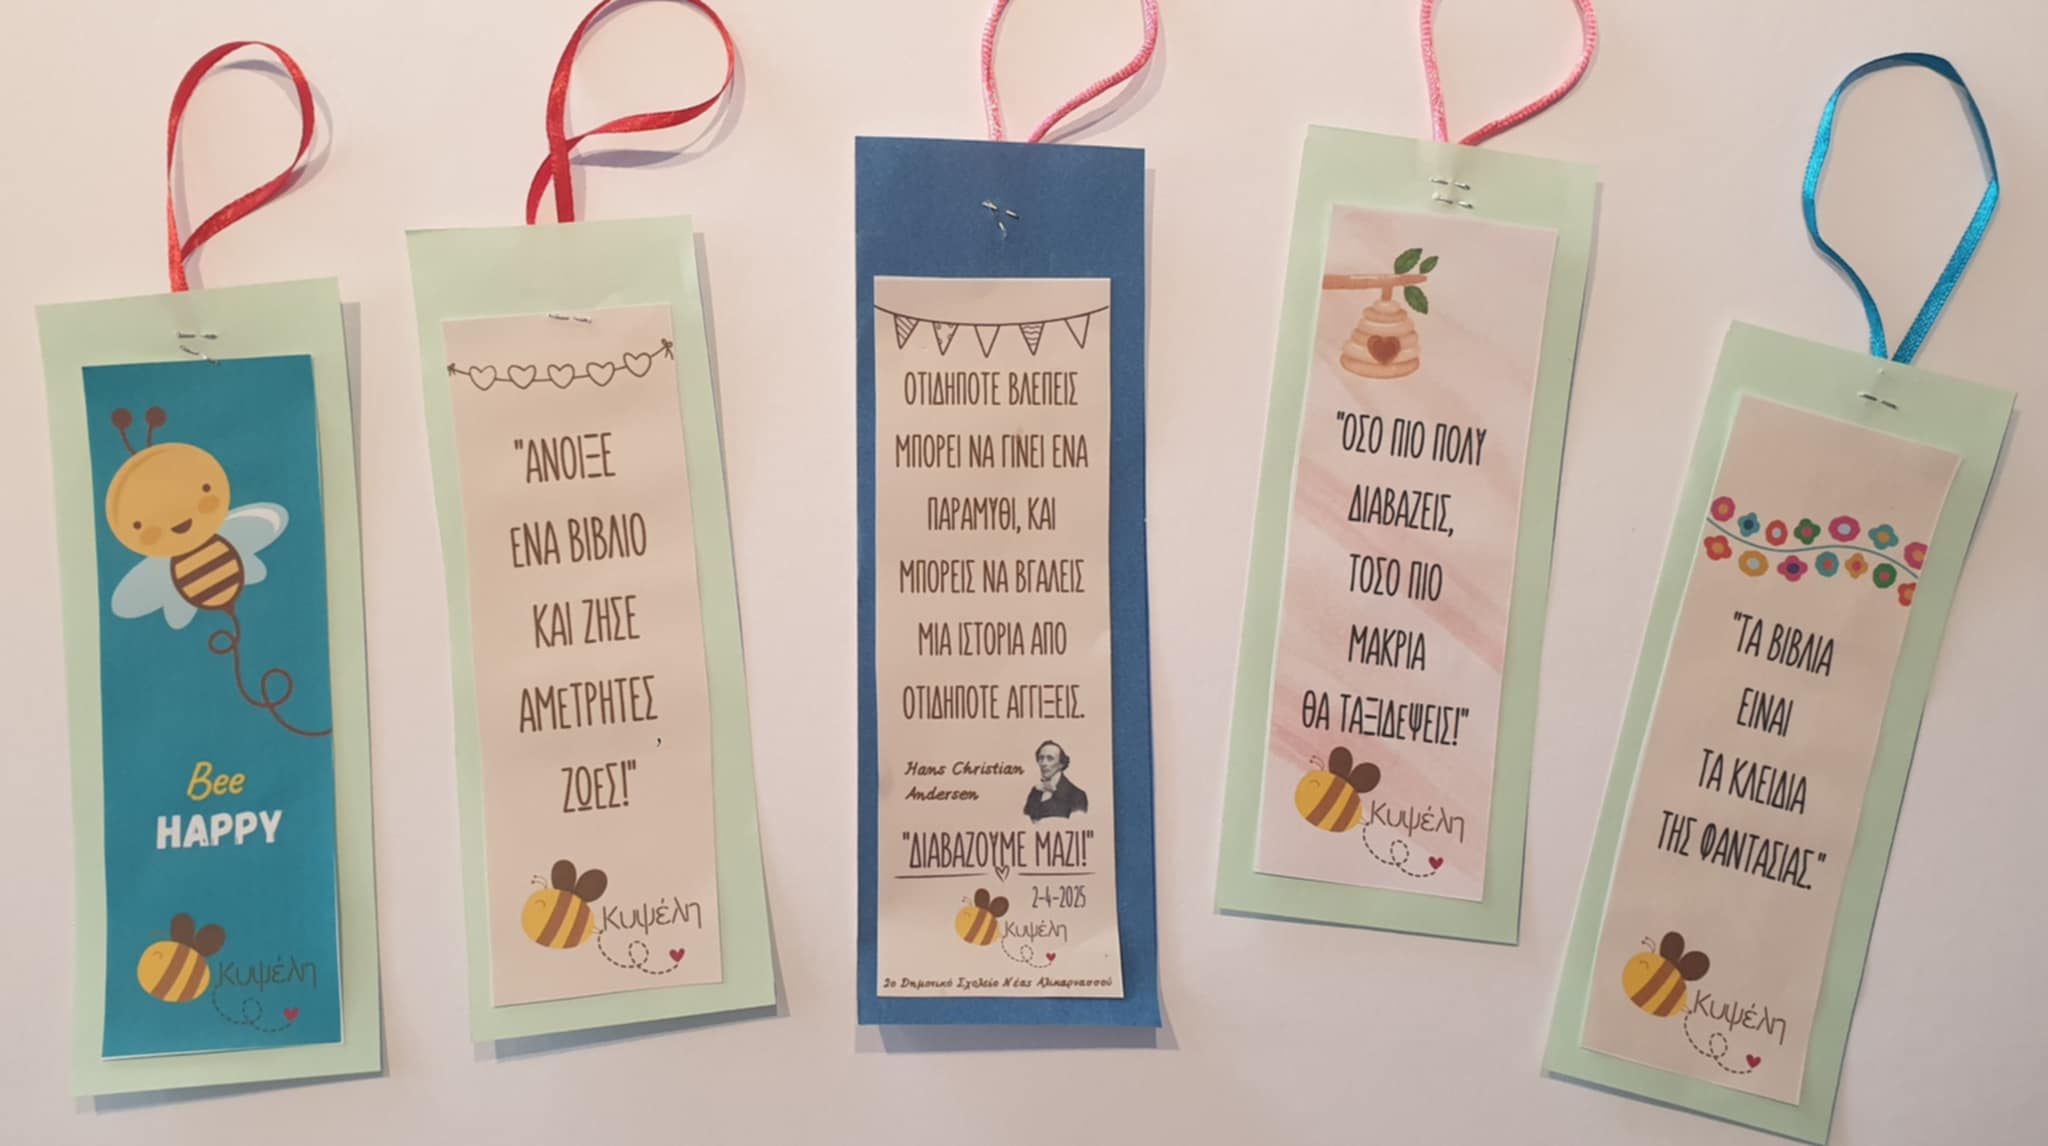 Bee
HAPPY
Κυψέλη
"ΑΝΟΙΞΕ
ΕΝΑ ΒΙΒΛΙΟ
ΚΑΙ ΖΗΣΕ
ΑΜΕΤΡΗΤΕΣ
ΖΩΕΣ!"
Κυψέλη
ΟΤΙΔΗΠΟΤΕ ΒΛΕΠΕΙΣ
ΜΠΟΡΕΙ ΝΑ ΓΙΝΕΙ ΕΝΑ
ΠΑΡΑΜΥΘΙ, ΚΑΙ
ΜΠΟΡΕΙΣ ΝΑ ΒΓΑΛΕΙΣ
ΜΙΑ ΙΣΤΟΡΙΑ ΑΠΟ
ΟΤΙΔΗΠΟΤΕ ΑΓΓΙΞΕΙΣ.
Hans Christian
Andersen
"ΔΙΑΒΑΖΟΥΜΕ ΜΑΖΙ!"
2-4-2025
Κυψέλη
2ο Δημοτικό Σχολείο Νέας Αλικαρνασσού
"ΟΣΟ ΠΙΟ ΠΟΛΥ
ΔΙΑΒΑΖΕΙΣ,
ΤΟΣΟ ΠΙΟ
ΜΑΚΡΙΑ
ΘΑ ΤΑΞΙΔΕΨΕΙΣ!"
Κυψέλη
"ΤΑ ΒΙΒΛΙΑ
ΕΙΝΑΙ
ΤΑ ΚΛΕΙΔΙΑ
ΤΗΣ ΦΑΝΤΑΣΙΑΣ."
Κυψέλη